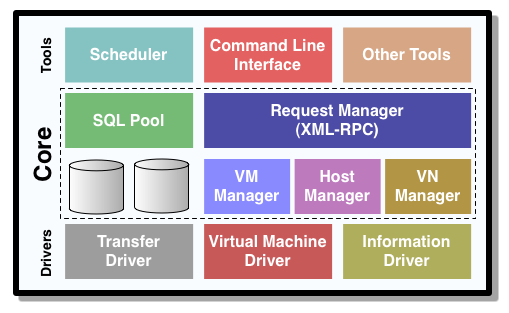 Tools
Scheduler
Command Line
Interface
Other Tools
Core
SQL Pool
Request Manager
(XML-RPC)
VM
Manager
Host
Manager
VN
Manager
Drivers
Transfer
Driver
Virtual Machine
Driver
Information
Driver